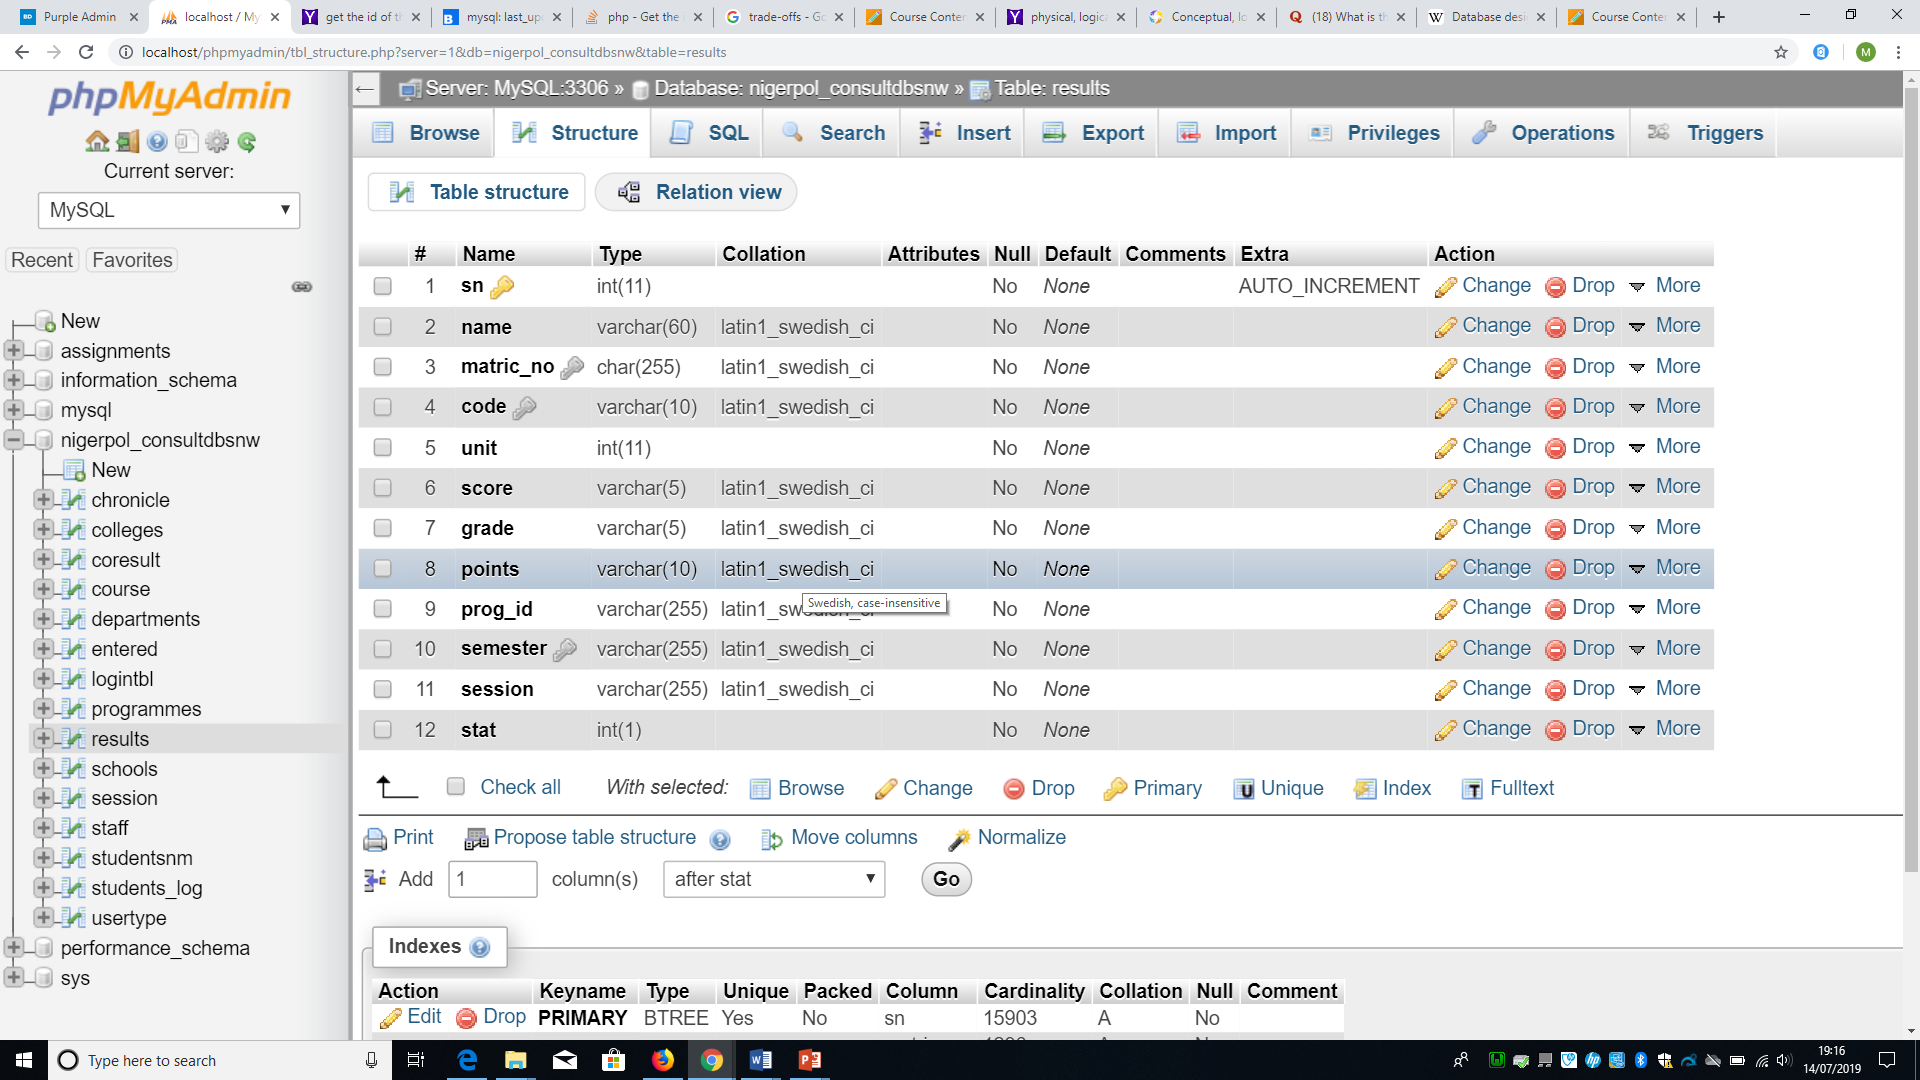 Purple Admin
localhost / My
get the id of t
mysql: last_up
php - Get the
trade-offs - Go
Course Conten
physical, logica
Conceptual, lo
(18) What is th
Database desi
Course Conten
localhost/phpmyadmin/tbl_structure.php?server=1&db=nigerpol_consultdbsnw&table=results
M
phpMyAdmin
Current server:
MySQL
Recent Favorites
New
assignments
information_schema
mysql
nigerpol_consultdbsnw
New
chronicle
colleges
coresult
course
departments
entered
logintbl
programmes
results
schools
session
staff
studentsnm
students_log
usertype
performance_schema
sys
Server: MySQL:3306 » Database: nigerpol_consultdbsnw » Table: results
Browse Structure SQL Search Insert Export Import Privileges Operations Triggers
Table structure Relation view
# Name Type Collation Attributes Null Default Comments Extra Action
1 sn int(11) No None AUTO_INCREMENT Change Drop More
2 name varchar(60) latin1_swedish_ci No None Change Drop More
3 matric_no char(255) latin1_swedish_ci No None Change Drop More
4 code varchar(10) latin1_swedish_ci No None Change Drop More
5 unit int(11) No None Change Drop More
6 score varchar(5) latin1_swedish_ci No None Change Drop More
7 grade varchar(5) latin1_swedish_ci No None Change Drop More
8 points varchar(10) latin1_swedish_ci No None Change Drop More
Swedish, case-insensitive
9 prog_id varchar(255) latin1_swedish_ci No None Change Drop More
10 semester varchar(255) latin1_swedish_ci No None Change Drop More
11 session varchar(255) latin1_swedish_ci No None Change Drop More
12 stat int(1) No None Change Drop More
Check all With selected: Browse Change Drop Primary Unique Index Fulltext
Print Propose table structure Move columns Normalize
Add 1 column(s) after stat Go
Indexes
Action Keyname Type Unique Packed Column Cardinality Collation Null Comment
Edit Drop PRIMARY BTREE Yes No sn 15903 A No
Type here to search
19:16
14/07/2019